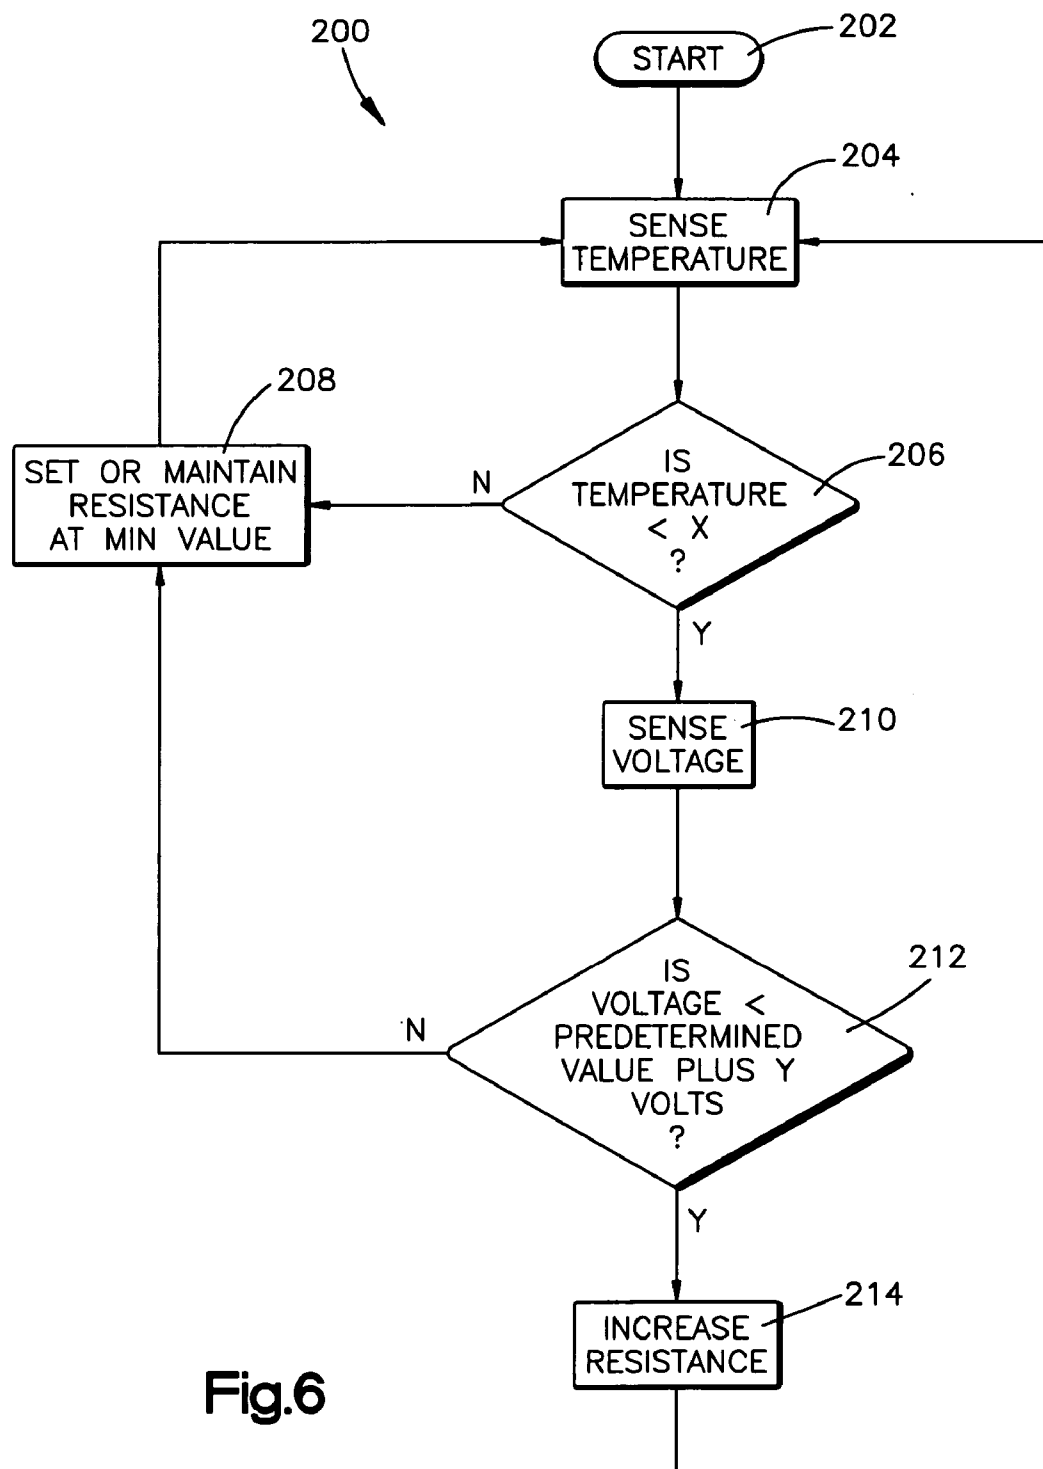 200
202
START
204
SENSE
TEMPERATURE
208
SET OR MAINTAIN
RESISTANCE
AT MIN VALUE
N
206
IS
TEMPERATURE
< X
?
Y
210
SENSE
VOLTAGE
212
IS
VOLTAGE <
PREDETERMINED
VALUE PLUS Y
VOLTS
?
N
Y
214
INCREASE
RESISTANCE
Fig.6